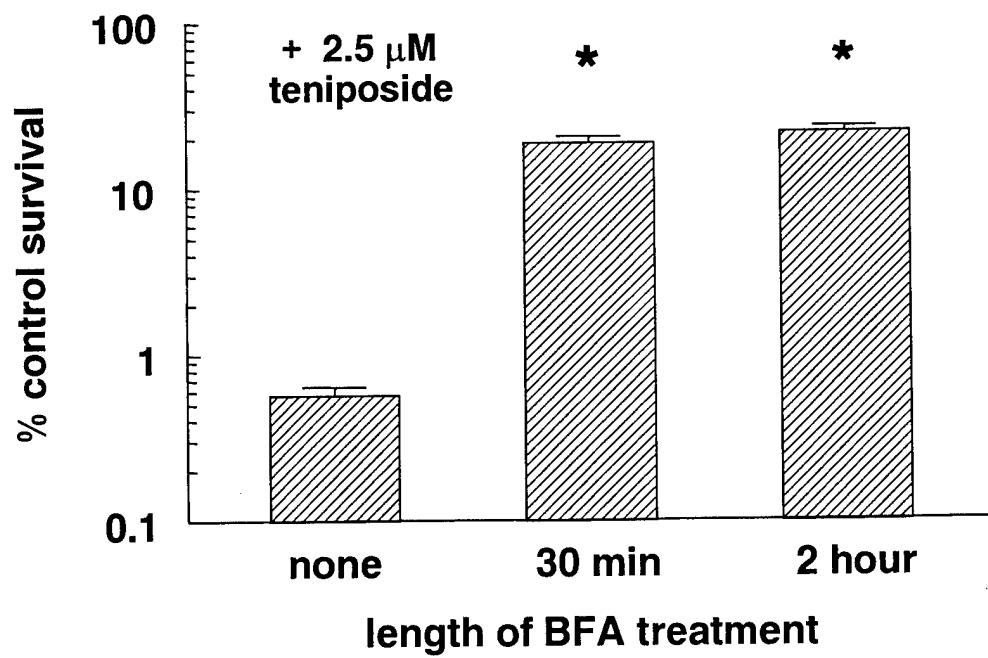 100
+ 2.5 μM
teniposide
*
*
% control survival
10
1
0.1
none
30 min
2 hour
length of BFA treatment